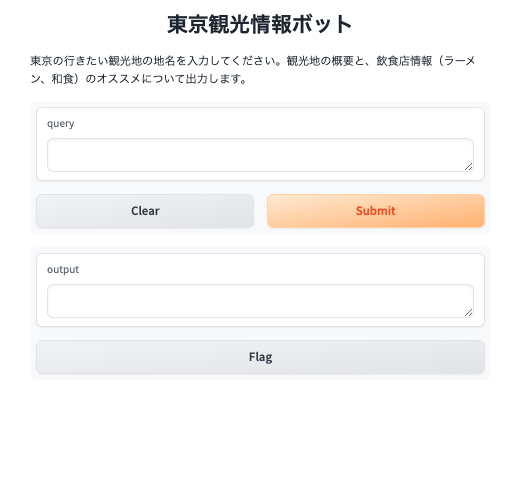 東京観光情報ボット
東京の行きたい観光地の地名を入力してください。観光地の概要と、飲食店情報（ラーメ
ン、和食）のオススメについて出力します。
query
Clear
Submit
output
Flag